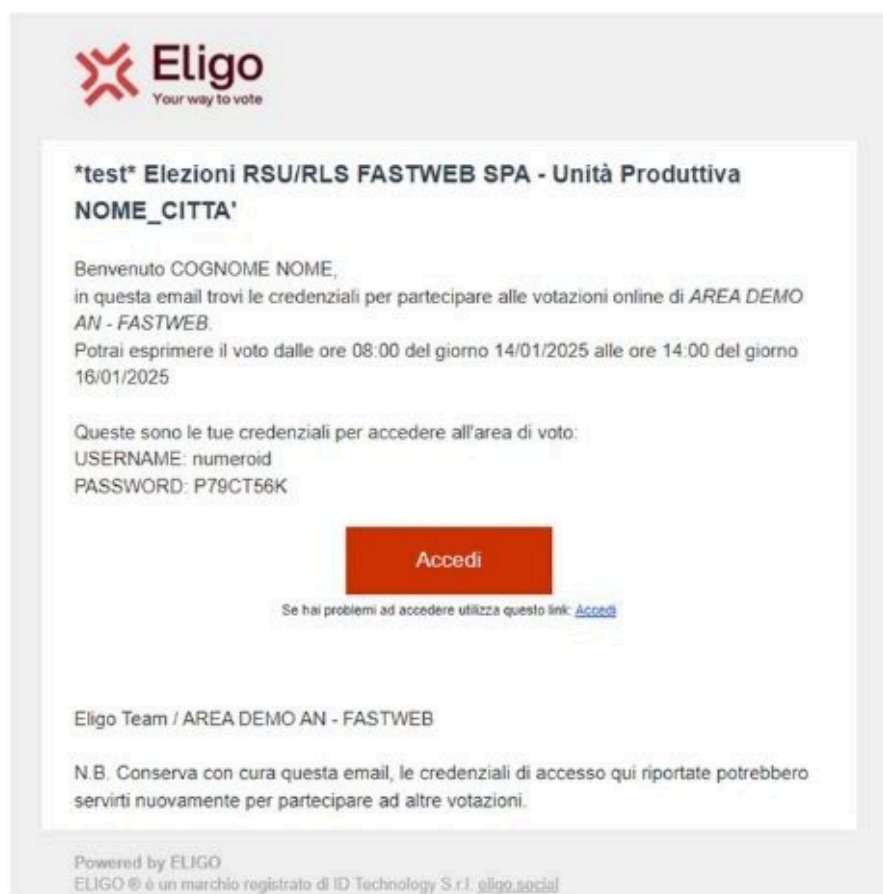 Eligo
Your way to vote
*test* Elezioni RSU/RLS FASTWEB SPA - Unità Produttiva
NOME_CITTA'
Benvenuto COGNOME NOME,
in questa email trovi le credenziali per partecipare alle votazioni online di AREA DEMO
AN - FASTWEB.
Potrai esprimere il voto dalle ore 08:00 del giorno 14/01/2025 alle ore 14:00 del giorno
16/01/2025
Queste sono le tue credenziali per accedere all'area di voto:
USERNAME: numeroid
PASSWORD: P79CT56K
Accedi
Se hai problemi ad accedere utilizza questo link: Accedi
Eligo Team / AREA DEMO AN - FASTWEB
N.B. Conserva con cura questa email, le credenziali di accesso qui riportate potrebbero
servirti nuovamente per partecipare ad altre votazioni.
Powered by ELIGO
ELIGO ® è un marchio registrato di ID Technology S.r.l. eligo.social